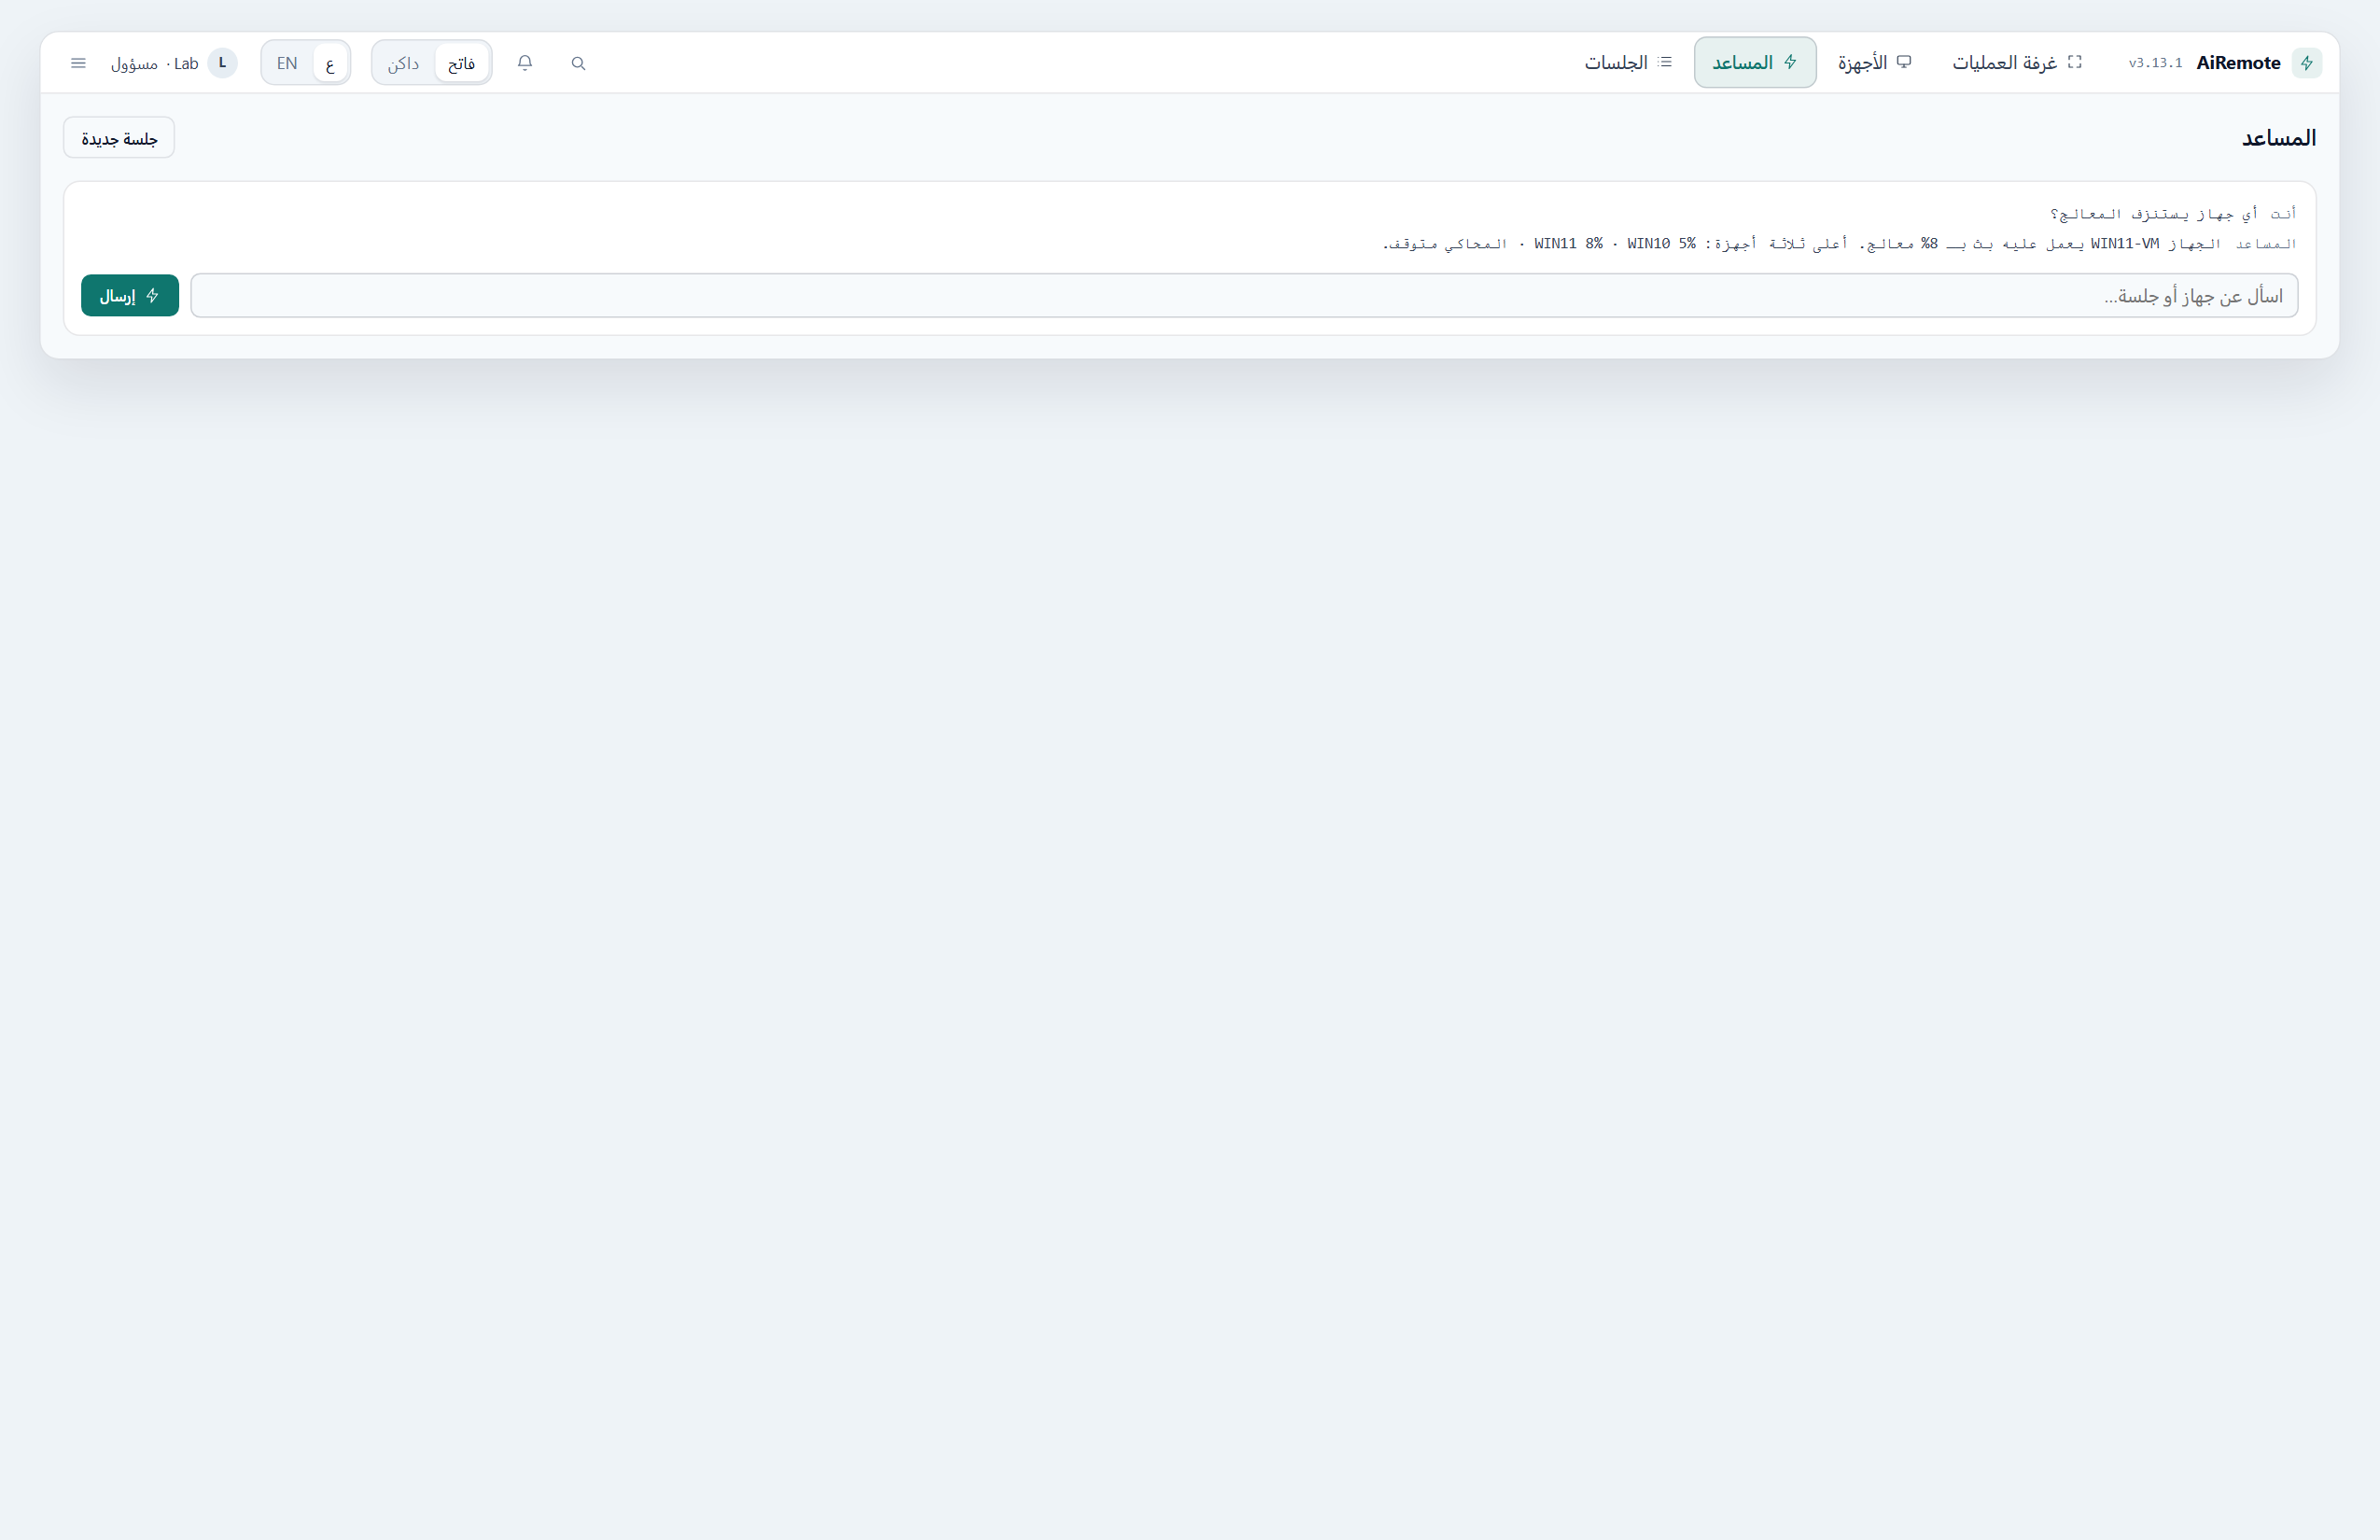 AiRemote v3.13.1 غرفة العمليات الأجهزة المساعد الجلسات فاتح داكن ع EN L Lab · مسؤول
المساعد جلسة جديدة
أنت أي جهاز يستنزف المعالج؟
المساعد الجهاز WIN11-VM يعمل عليه بث بـ 8% معالج. أعلى ثلاثة أجهزة: WIN10 5% · WIN11 8% · المحاكي متوقف.
اسأل عن جهاز أو جلسة... إرسال